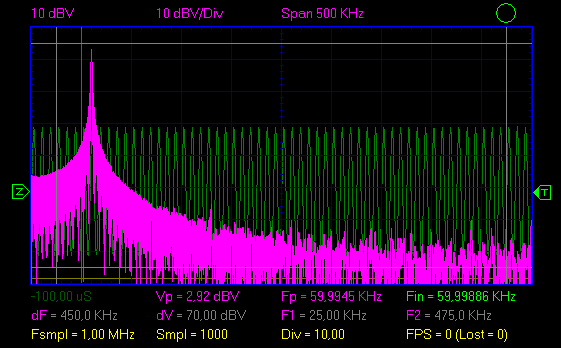 10 dBV 10 dBV/Div Span 500 KHz
Z T
-100,00 uS Vp = 2,92 dBV Fp = 59,9945 KHz Fin = 59,99886 KHz
dF = 450,0 KHz dV = 70,00 dBV F1 = 25,00 KHz F2 = 475,0 KHz
Fsmpl = 1,00 MHz Smpl = 1000 Div = 10,00 FPS = 0 (Lost = 0)